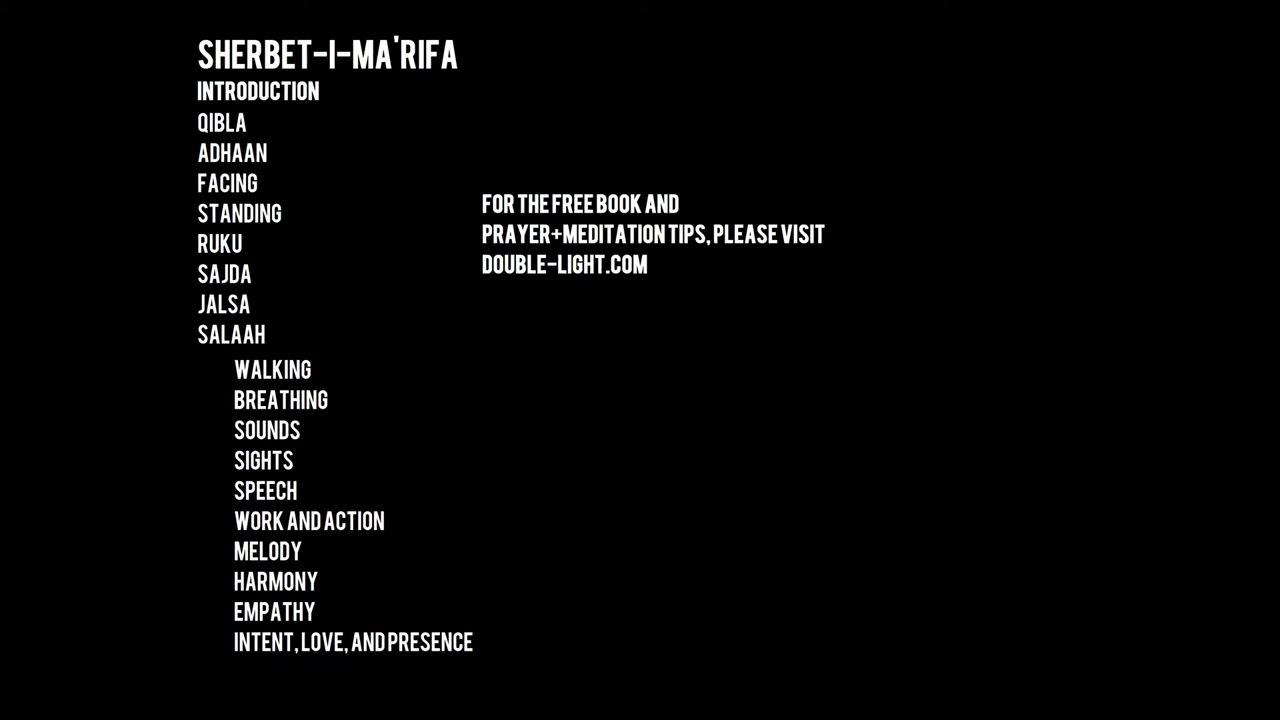 SHERBET-I-MA'RIFA
INTRODUCTION
QIBLA
ADHAAN
FACING
STANDING
RUKU
SAJDA
JALSA
SALAAH
WALKING
BREATHING
SOUNDS
SIGHTS
SPEECH
WORK AND ACTION
MELODY
HARMONY
EMPATHY
INTENT, LOVE, AND PRESENCE
FOR THE FREE BOOK AND
PRAYER+MEDITATION TIPS, PLEASE VISIT
DOUBLE-LIGHT.COM